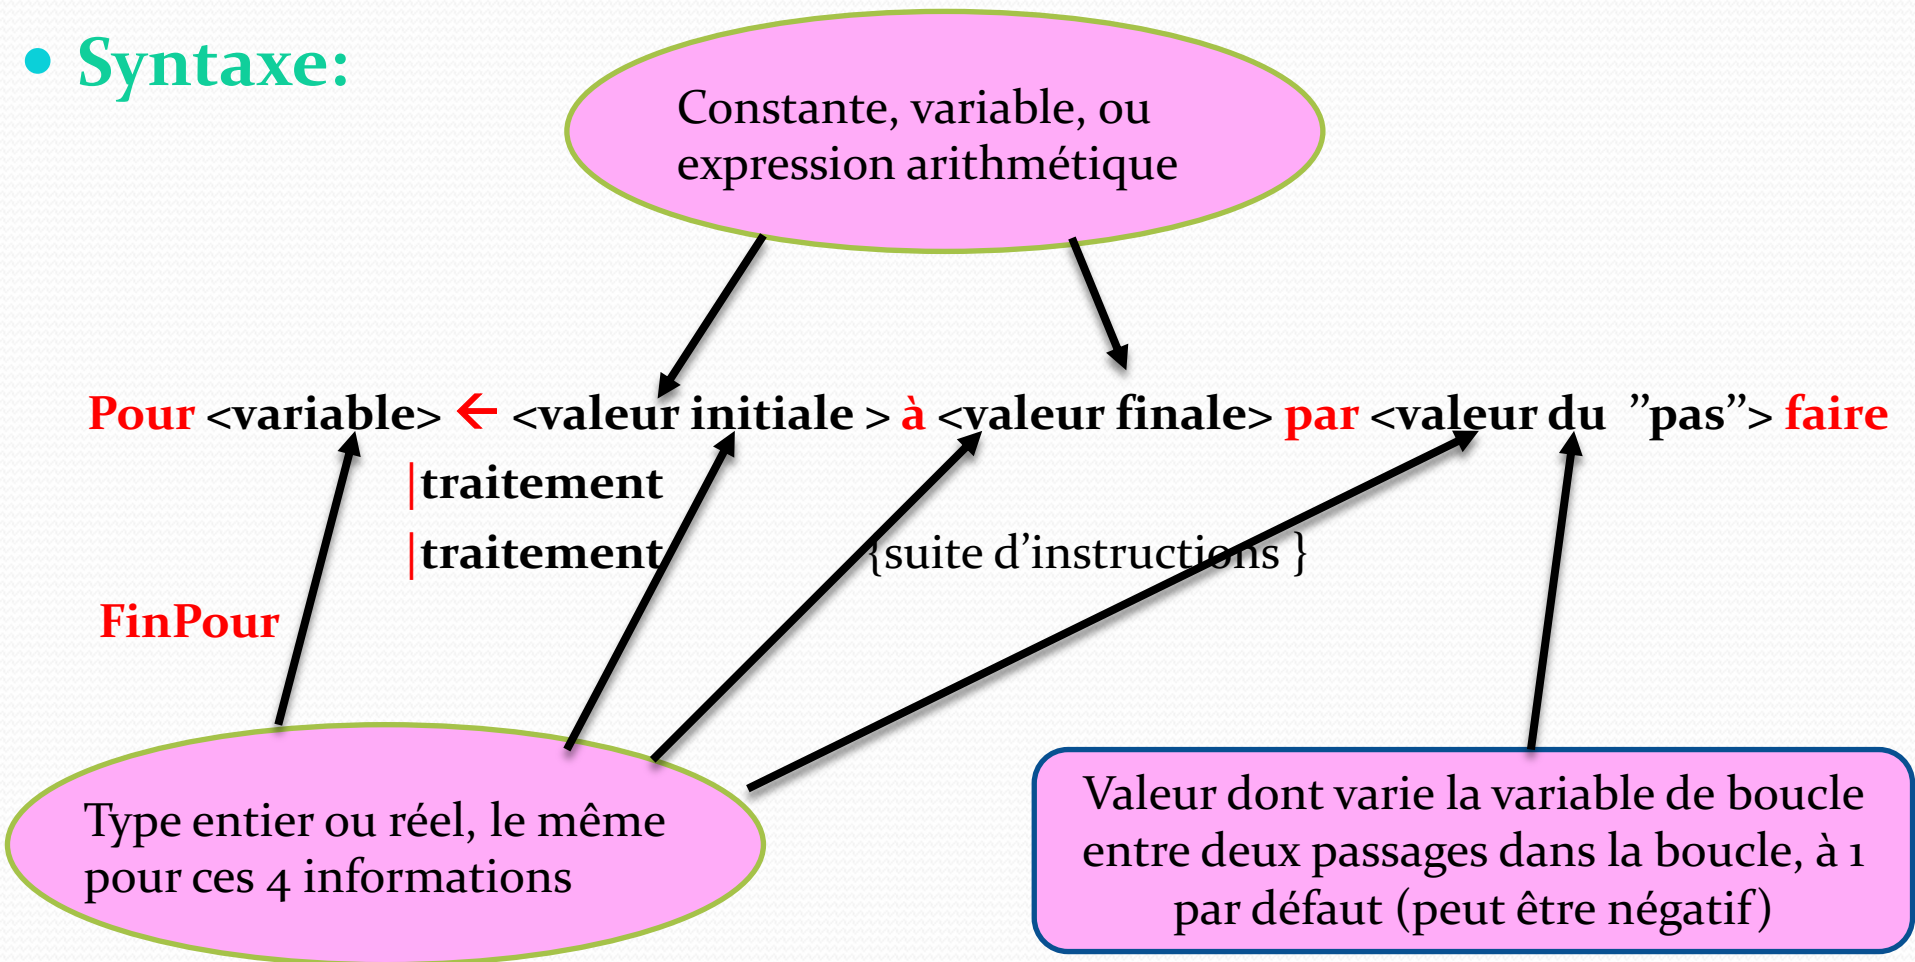 • Syntaxe:
Constante, variable, ou
expression arithmétique
Pour <variable> ← <valeur initiale > à <valeur finale> par <valeur du ”pas”> faire
|traitement
|traitement {suite d’instructions }
FinPour
Type entier ou réel, le même
pour ces 4 informations
Valeur dont varie la variable de boucle
entre deux passages dans la boucle, à 1
par défaut (peut être négatif)